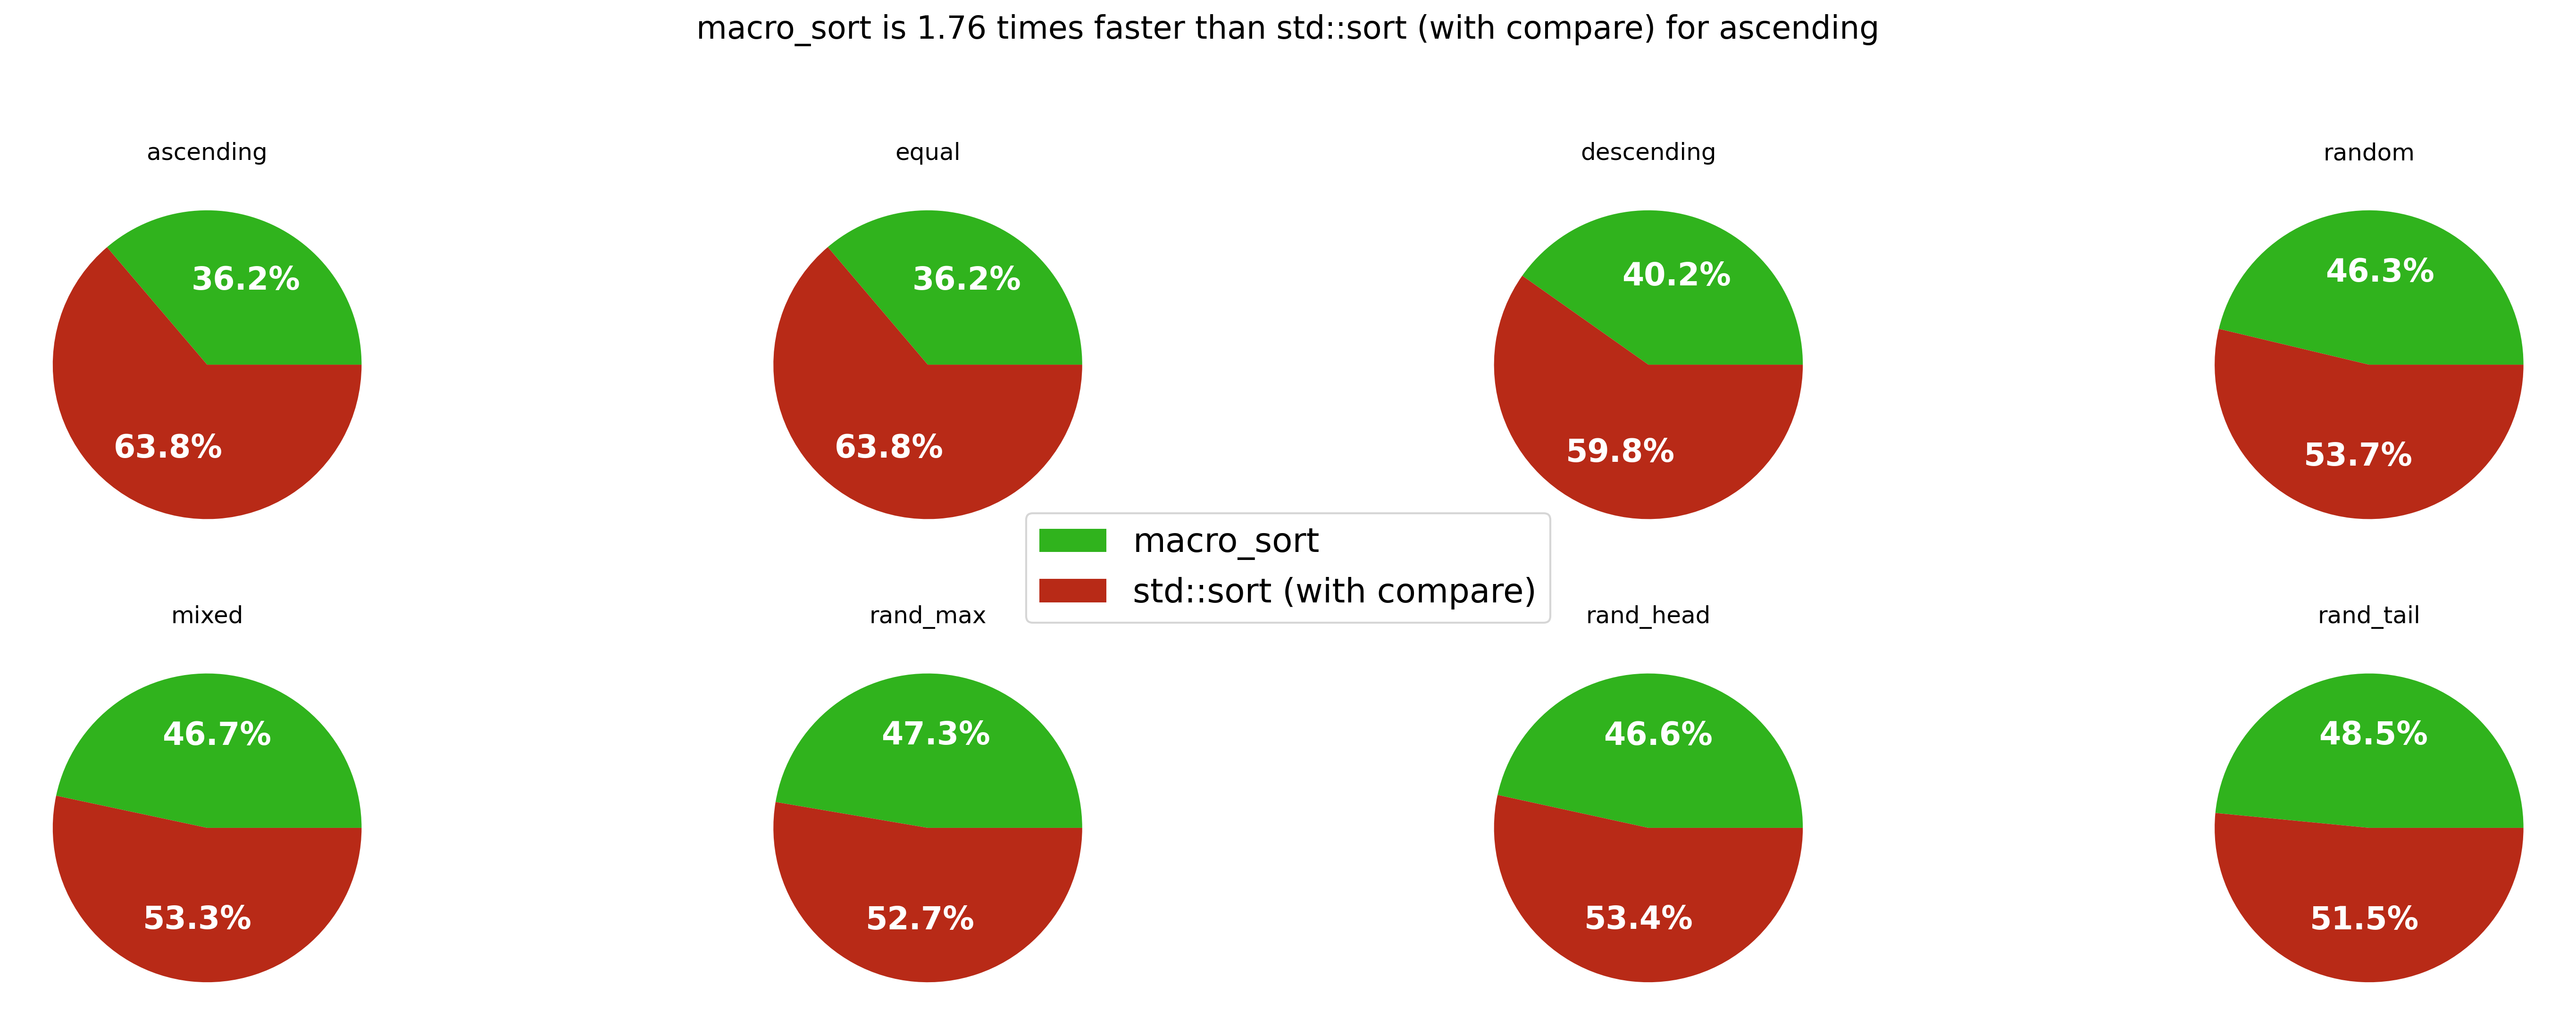 macro_sort is 1.76 times faster than std::sort (with compare) for ascending
ascending
36.2%
63.8%
equal
36.2%
63.8%
descending
40.2%
59.8%
random
46.3%
53.7%
macro_sort
std::sort (with compare)
mixed
46.7%
53.3%
rand_max
47.3%
52.7%
rand_head
46.6%
53.4%
rand_tail
48.5%
51.5%